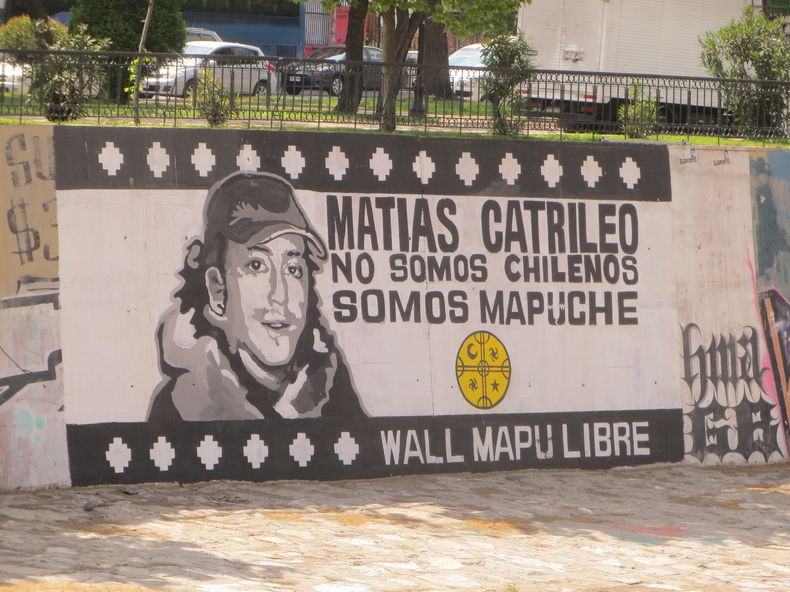 MATIAS CATRILEO
NO SOMOS CHILENOS
SOMOS MAPUCHE
WALL MAPU LIBRE